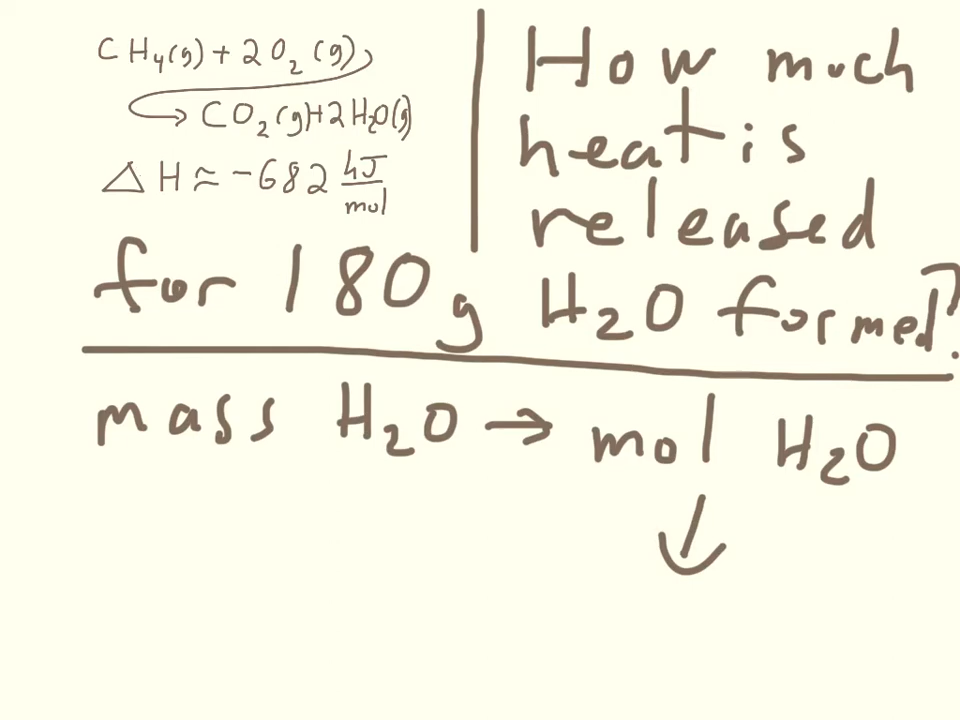 CH₄(g) + 2O₂(g)
→ CO₂(g) + 2H₂O(g)
△H ≈ -682 kJ/mol
How much
heat is
released
for 180g H₂O formed?
mass H₂O → mol H₂O
↓